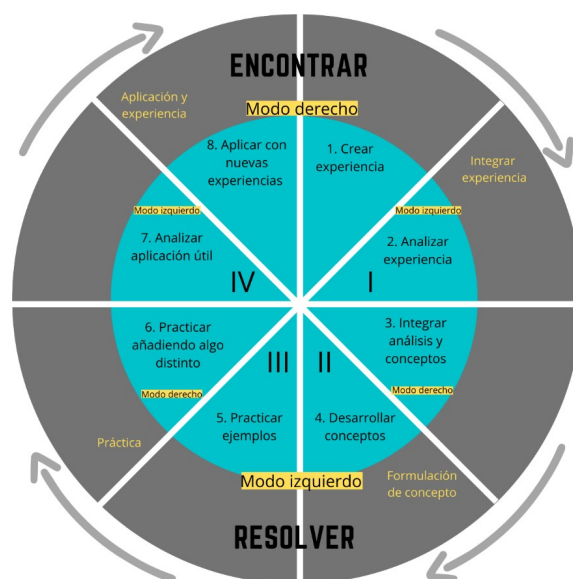 ENCONTRAR
Modo derecho
Aplicación y
experiencia
8. Aplicar con
nuevas
experiencias
1. Crear
experiencia
Integrar
experiencia
Modo izquierdo
7. Analizar
aplicación útil
IV
Modo izquierdo
2. Analizar
experiencia
I
3. Integrar
análisis y
conceptos
Modo derecho
II
4. Desarrollar
conceptos
6. Practicar
añadiendo algo
distinto
Modo derecho
III
5. Practicar
ejemplos
Práctica
Formulación
de concepto
Modo izquierdo
RESOLVER